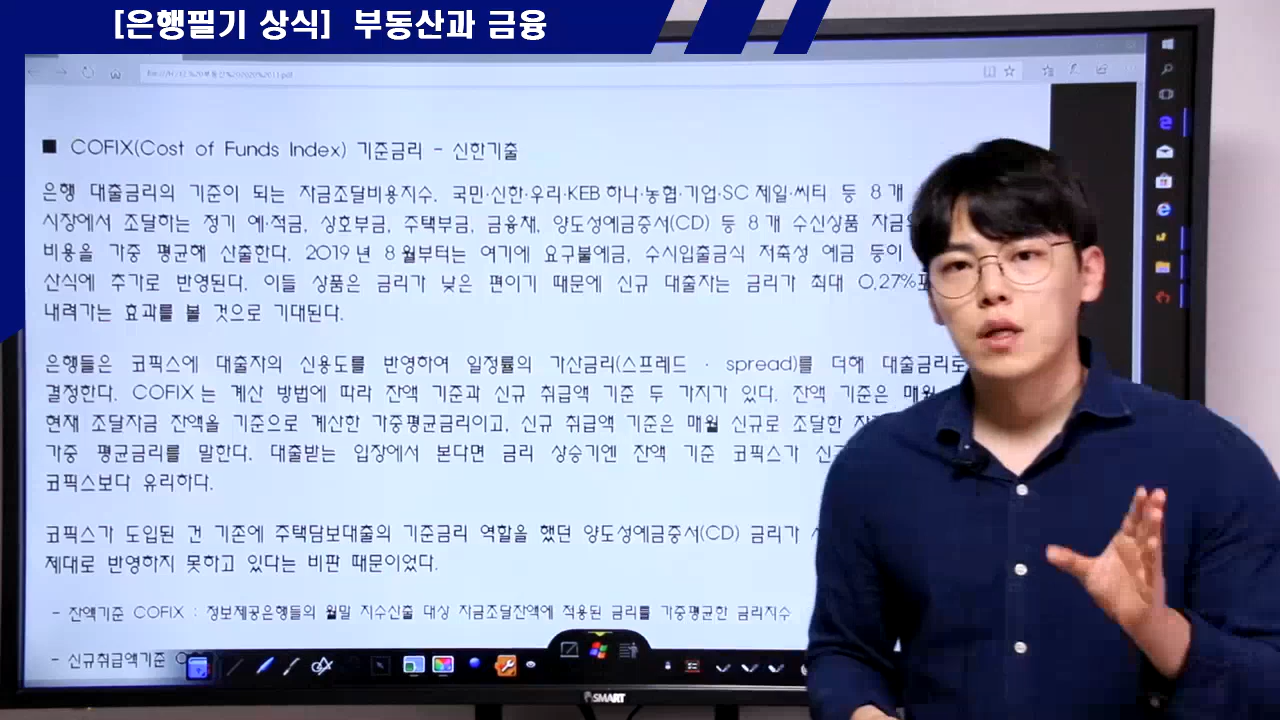 [은행필기 상식] 부동산과 금융
■ COFIX(Cost of Funds Index) 기준금리 - 신한기출
은행 대출금리의 기준이 되는 자금조달비용지수. 국민·신한·우리·KEB하나·농협·기업·SC제일·씨티 등 8개
시장에서 조달하는 정기 예·적금, 상호부금, 주택부금, 금융채, 양도성예금증서(CD) 등 8개 수신상품 자금
비용을 가중 평균해 산출한다. 2019년 8월부터는 여기에 요구불예금, 수시입출금식 저축성 예금 등이
산식에 추가로 반영된다. 이들 상품은 금리가 낮은 편이기 때문에 신규 대출자는 금리가 최대 0.27%
내려가는 효과를 볼 것으로 기대된다.
은행들은 코픽스에 대출자의 신용도를 반영하여 일정률의 가산금리(스프레드 · spread)를 더해 대출금리로
결정한다. COFIX는 계산 방법에 따라 잔액 기준과 신규 취급액 기준 두 가지가 있다. 잔액 기준은 매월
현재 조달자금 잔액을 기준으로 계산한 가중평균금리이고, 신규 취급액 기준은 매월 신규로 조달한
가중 평균금리를 말한다. 대출받는 입장에서 본다면 금리 상승기엔 잔액 기준 코픽스가
코픽스보다 유리하다.
코픽스가 도입된 건 기존에 주택담보대출의 기준금리 역할을 했던 양도성예금증서(CD) 금리가
제대로 반영하지 못하고 있다는 비판 때문이었다.
- 잔액기준 COFIX : 정보제공은행들의 월말 지수산출 대상 자금조달잔액에 적용된 금리를 가중평균한 금리지수
- 신규취급액기준
SMART